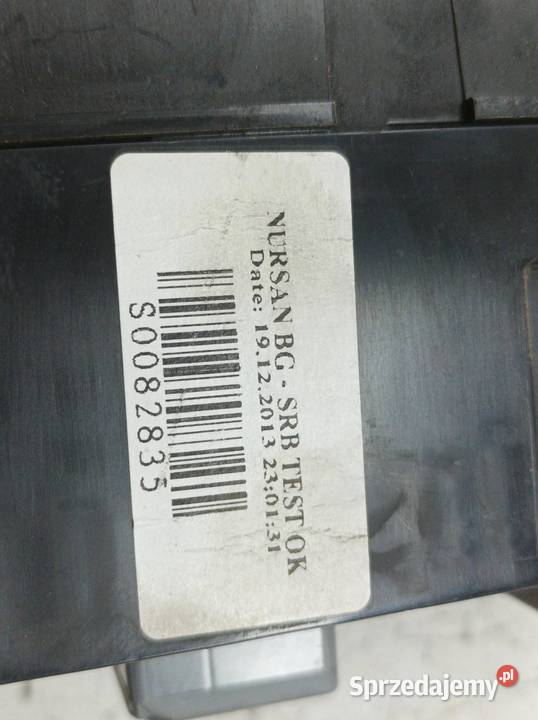 NURSAN BG - SRB TEST OK
Date: 19.12.2013 23:01:31
S0082835
Sprzedajemy.pl